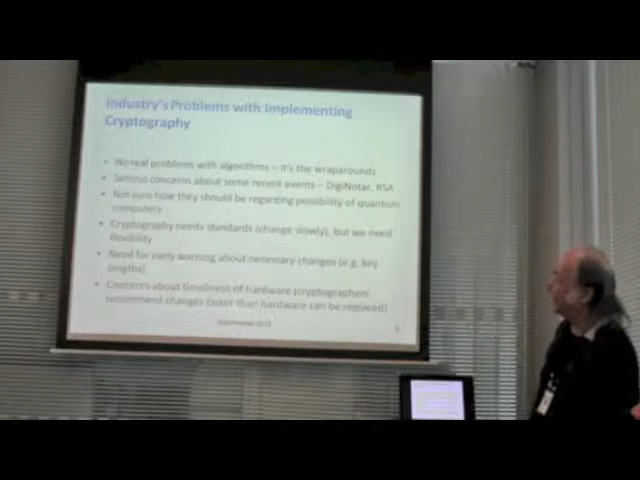 Industry's Problems with Implementing
Cryptography
• No real problems with algorithms – it's the wraparounds
• Serious concerns about some recent events – DigiNotar, RSA
• Not sure how they should be regarding possibility of quantum
computers
• Cryptography needs standards (change slowly), but we need
flexibility
• Need for early warning about necessary changes (e.g. key
lengths)
• Concerns about timeliness of hardware (cryptographers
recommend changes faster than hardware can be replaced)